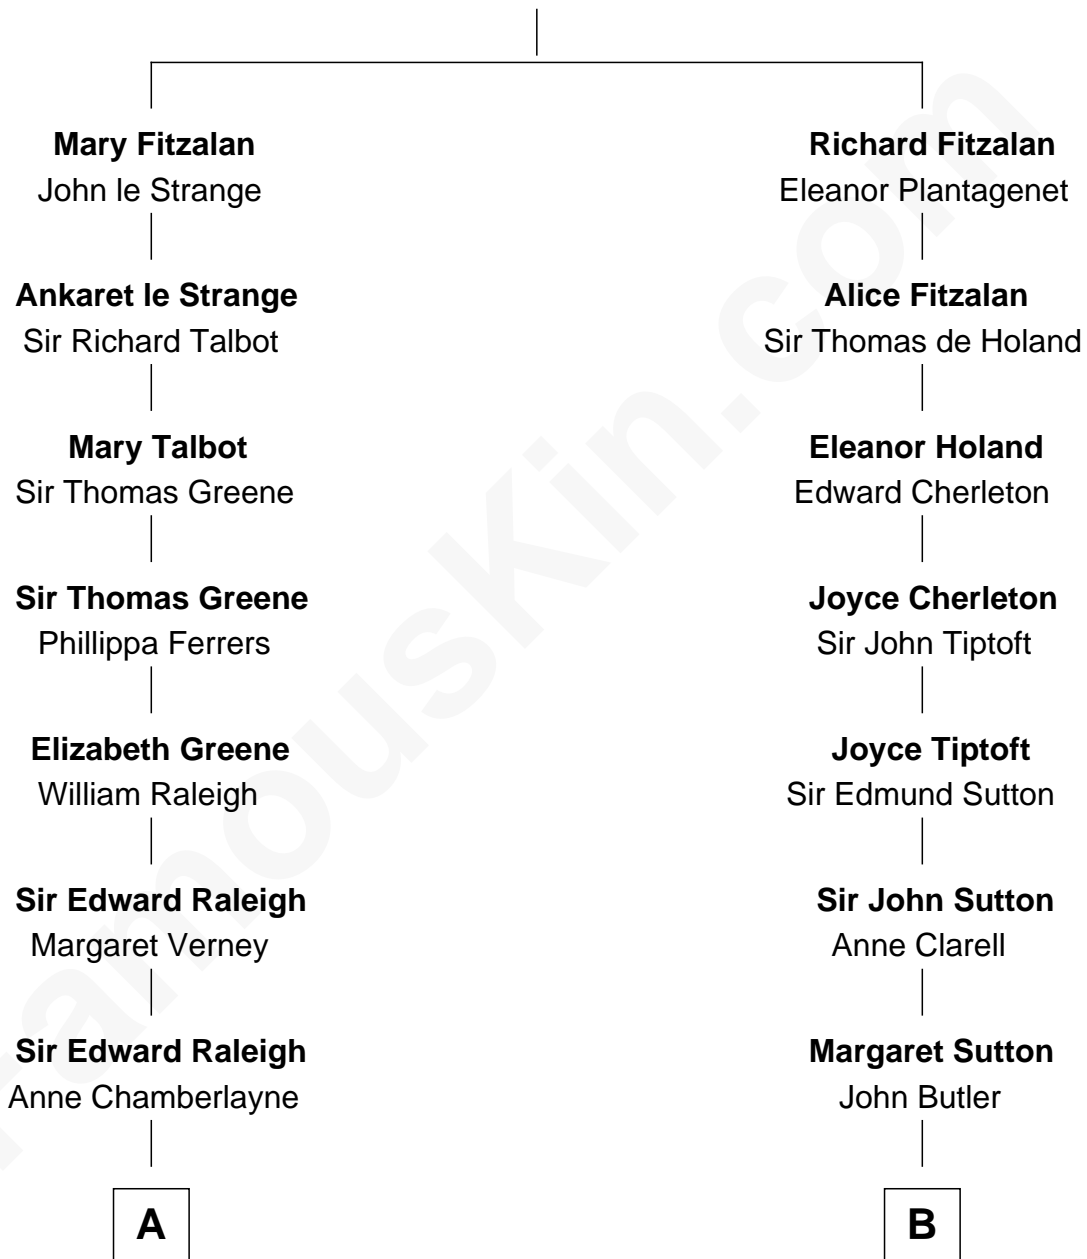 Mary Fitzalan
John le Strange
Ankaret le Strange
Sir Richard Talbot
Mary Talbot
Sir Thomas Greene
Sir Thomas Greene
Phillippa Ferrers
Elizabeth Greene
William Raleigh
Sir Edward Raleigh
Margaret Verney
Sir Edward Raleigh
Anne Chamberlayne
A
Richard Fitzalan
Eleanor Plantagenet
Alice Fitzalan
Sir Thomas de Holand
Eleanor Holand
Edward Cherleton
Joyce Cherleton
Sir John Tiptoft
Joyce Tiptoft
Sir Edmund Sutton
Sir John Sutton
Anne Clarell
Margaret Sutton
John Butler
B
FamousKin.com